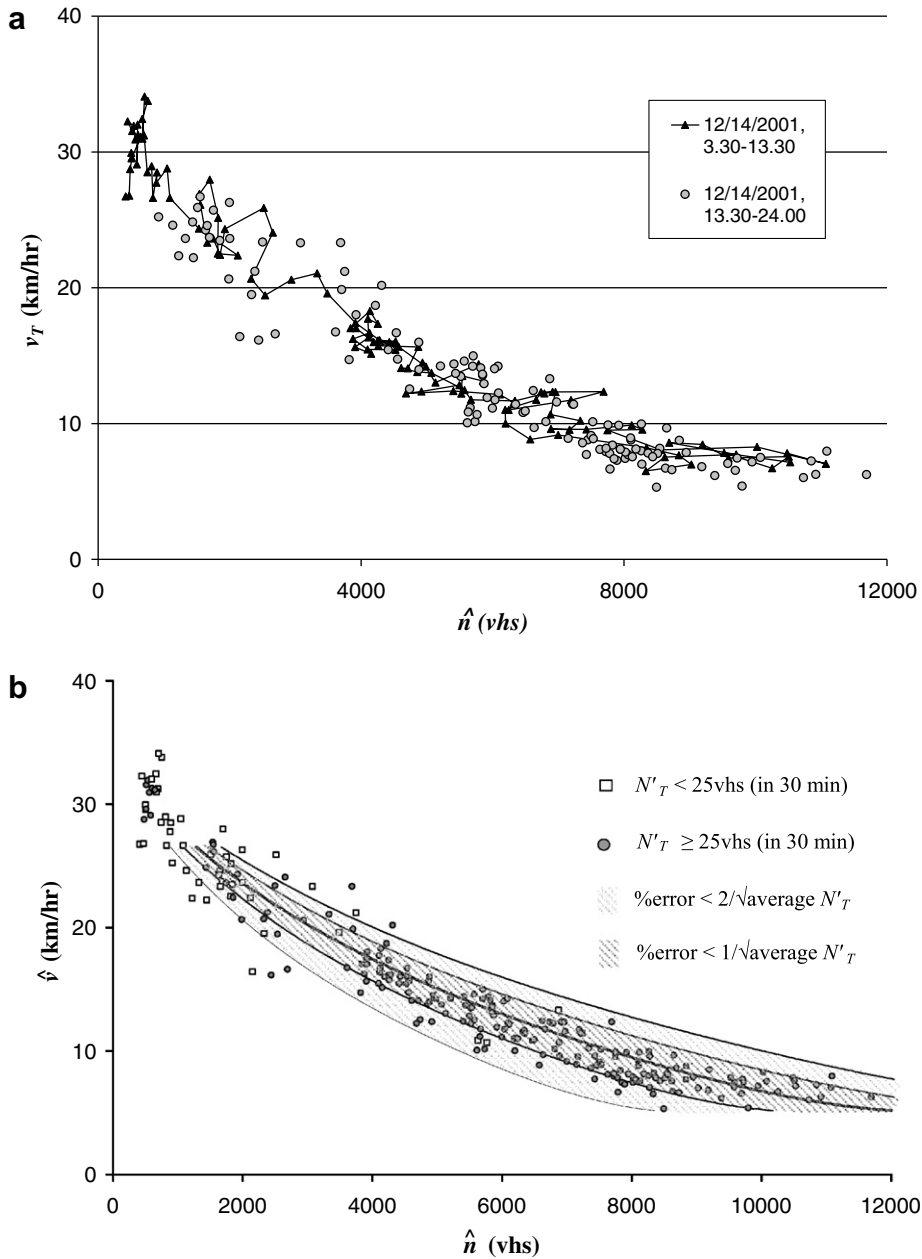 a
40
30
20
10
0
v_T (km/hr)
12/14/2001,
3.30-13.30
12/14/2001,
13.30-24.00
0 4000 8000 12000
n̂ (vhs)
b
40
30
20
10
0
v̂ (km/hr)
N'_T < 25vhs (in 30 min)
N'_T ≥ 25vhs (in 30 min)
%error < 2/√average N'_T
%error < 1/√average N'_T
0 2000 4000 6000 8000 10000 12000
n̂ (vhs)